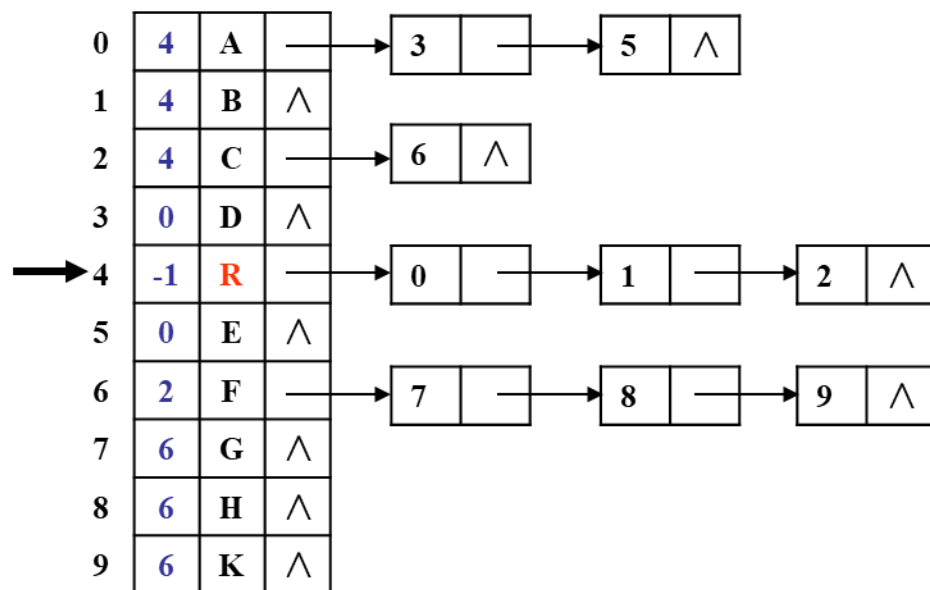 0 4 A 3 5 ∧
1 4 B ∧
2 4 C 6 ∧
3 0 D ∧
4 -1 R 0 1 2 ∧
5 0 E ∧
6 2 F 7 8 9 ∧
7 6 G ∧
8 6 H ∧
9 6 K ∧